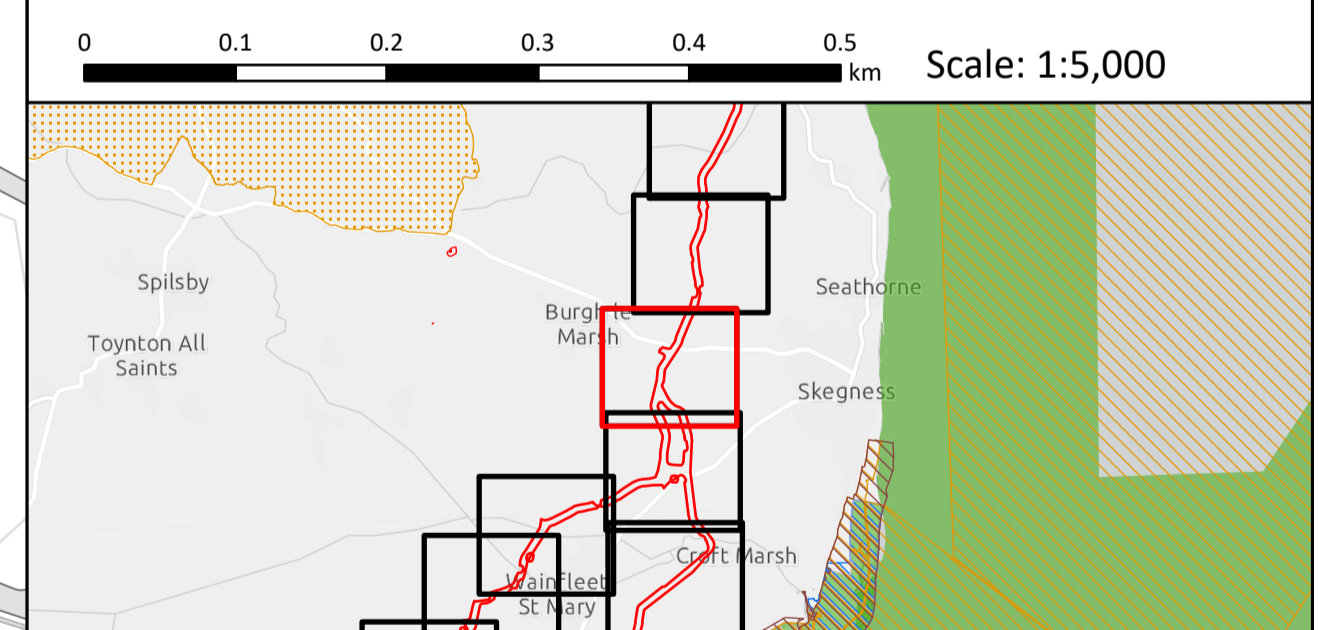 0 0.1 0.2 0.3 0.4 0.5
km
Scale: 1:5,000
Spilsby
Seathorne
Burgh le
Marsh
Toynton All
Saints
Skegness
Croft Marsh
Wainfleet
St Mary